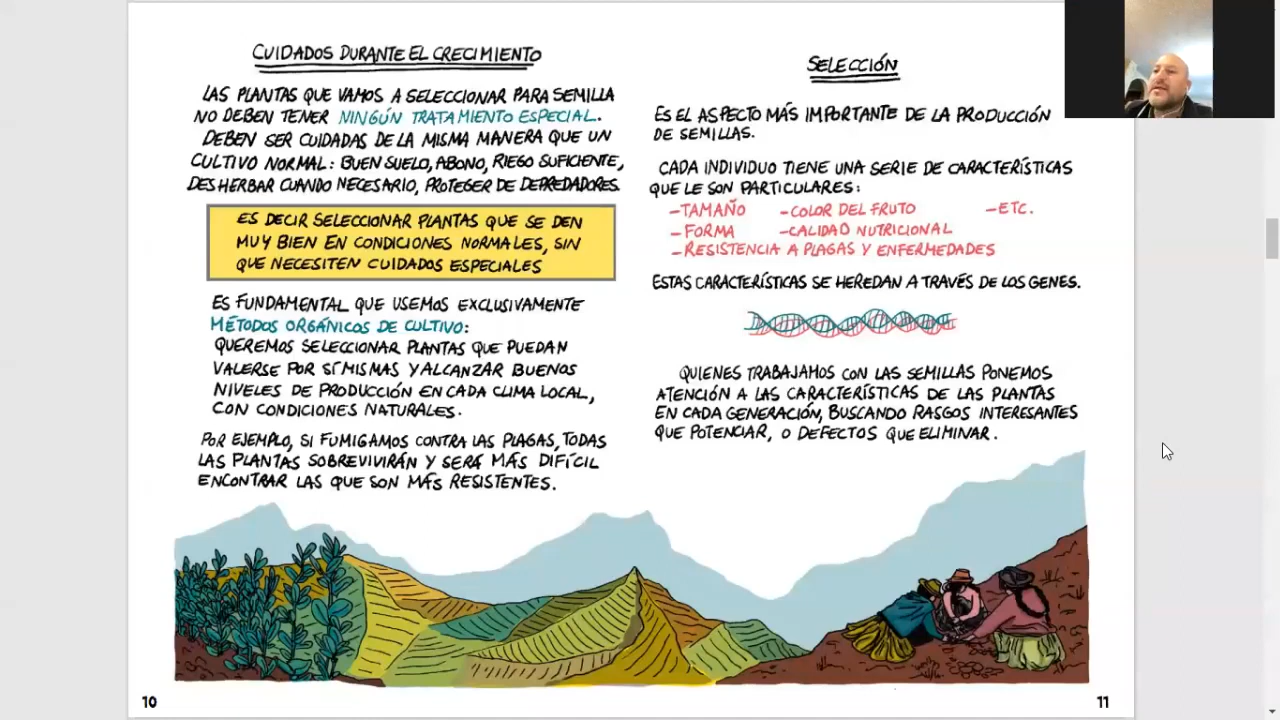 CUIDADOS DURANTE EL CRECIMIENTO
LAS PLANTAS QUE VAMOS A SELECCIONAR PARA SEMILLA
NO DEBEN TENER NINGÚN TRATAMIENTO ESPECIAL.
DEBEN SER CUIDADAS DE LA MISMA MANERA QUE UN
CULTIVO NORMAL: BUEN SUELO, ABONO, RIEGO SUFICIENTE,
DESHERBAR CUANDO NECESARIO, PROTEGER DE DEPREDADORES.
ES DECIR SELECCIONAR PLANTAS QUE SE DEN
MUY BIEN EN CONDICIONES NORMALES, SIN
QUE NECESITEN CUIDADOS ESPECIALES
ES FUNDAMENTAL QUE USEMOS EXCLUSIVAMENTE
MÉTODOS ORGÁNICOS DE CULTIVO:
QUEREMOS SELECCIONAR PLANTAS QUE PUEDAN
VALERSE POR SÍ MISMAS Y ALCANZAR BUENOS
NIVELES DE PRODUCCIÓN EN CADA CLIMA LOCAL,
CON CONDICIONES NATURALES.
POR EJEMPLO, SI FUMIGAMOS CONTRA LAS PLAGAS, TODAS
LAS PLANTAS SOBREVIVIRÁN Y SERÁ MÁS DIFÍCIL
ENCONTRAR LAS QUE SON MÁS RESISTENTES.
10
SELECCIÓN
ES EL ASPECTO MÁS IMPORTANTE DE LA PRODUCCIÓN
DE SEMILLAS.
CADA INDIVIDUO TIENE UNA SERIE DE CARACTERÍSTICAS
QUE LE SON PARTICULARES:
-TAMAÑO -COLOR DEL FRUTO -ETC.
-FORMA -CALIDAD NUTRICIONAL
-RESISTENCIA A PLAGAS Y ENFERMEDADES
ESTAS CARACTERÍSTICAS SE HEREDAN A TRAVÉS DE LOS GENES.
QUIENES TRABAJAMOS CON LAS SEMILLAS PONEMOS
ATENCIÓN A LAS CARACTERÍSTICAS DE LAS PLANTAS
EN CADA GENERACIÓN, BUSCANDO RASGOS INTERESANTES
QUE POTENCIAR, O DEFECTOS QUE ELIMINAR.
11